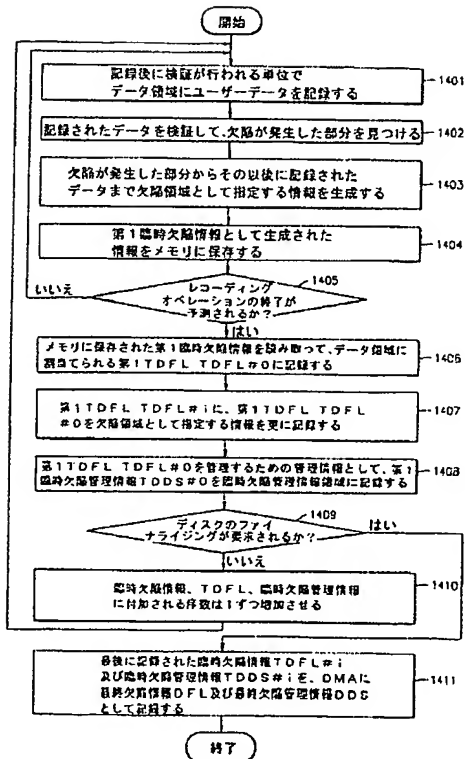 開始
記録後に検証が行われる単位で
データ領域にユーザーデータを記録する
1401
記録されたデータを検証して、欠陥が発生した部分を見つける
1402
欠陥が発生した部分からその以後に記録された
データまで欠陥領域として指定する情報を生成する
1403
第1臨時欠陥情報として生成された
情報をメモリに保存する
1404
いいえ
レコーディング
オペレーションの終了が
予測されるか?
1405
はい
メモリに保存された第1臨時欠陥情報を読み取って、データ領域に
割当てられる第1TDFL TDFL#0に記録する
1406
第1TDFL TDFL#iに、第1TDFL TDFL
#0を欠陥領域として指定する情報を更に記録する
1407
第1TDFL TDFL#0を管理するための管理情報として、第1
臨時欠陥管理情報TDDS#0を臨時欠陥管理情報領域に記録する
1408
ディスクのファイ
ナライジングが要求されるか?
1409
はい
いいえ
臨時欠陥情報、TDFL、臨時欠陥管理情報
に付加される序数は1ずつ増加させる
1410
最後に記録された臨時欠陥情報TDFL#i
及び臨時欠陥管理情報TDDS#iを、DMAに
最終欠陥情報DFL及び最終欠陥管理情報DDS
として記録する
1411
終了